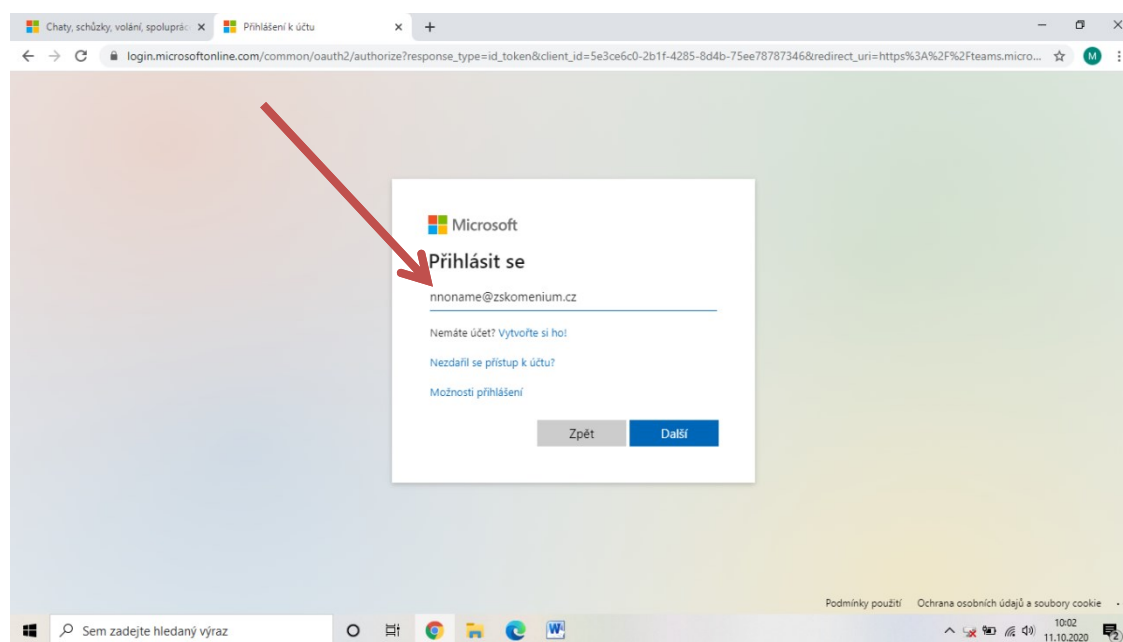 Chaty, schůzky, volání, spoluprác
Přihlášení k účtu
login.microsoftonline.com/common/oauth2/authorize?response_type=id_token&client_id=5e3ce6c0-2b1f-4285-8d4b-75ee78787346&redirect_uri=https%3A%2F%2Fteams.micro...
M
Microsoft
Přihlásit se
nnoname@zskomenium.cz
Nemáte účet? Vytvořte si ho!
Nezdařil se přístup k účtu?
Možnosti přihlášení
Zpět Další
Podmínky použití Ochrana osobních údajů a soubory cookie
Sem zadejte hledaný výraz
W
10:02
11.10.2020
2